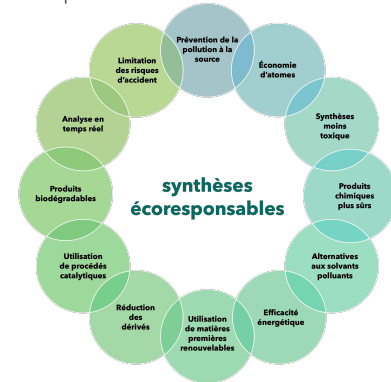 Prévention de la
pollution à la
source
Économie
d'atomes
Synthèses
moins
toxique
Produits
chimiques
plus sûrs
Alternatives
aux solvants
polluants
Efficacité
énergétique
Utilisation
de matières
premières
renouvelables
Réduction
des
dérivés
Utilisation
de procédés
catalytiques
Produits
biodégradables
Analyse en
temps réel
Limitation
des risques
d'accident
synthèses
écoresponsables